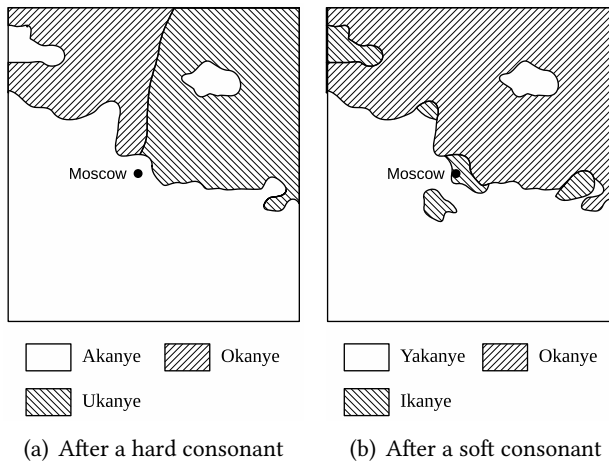 Moscow
Moscow
Akanye
Okanye
Ukanye
Yakanye
Okanye
Ikanye
(a) After a hard consonant
(b) After a soft consonant